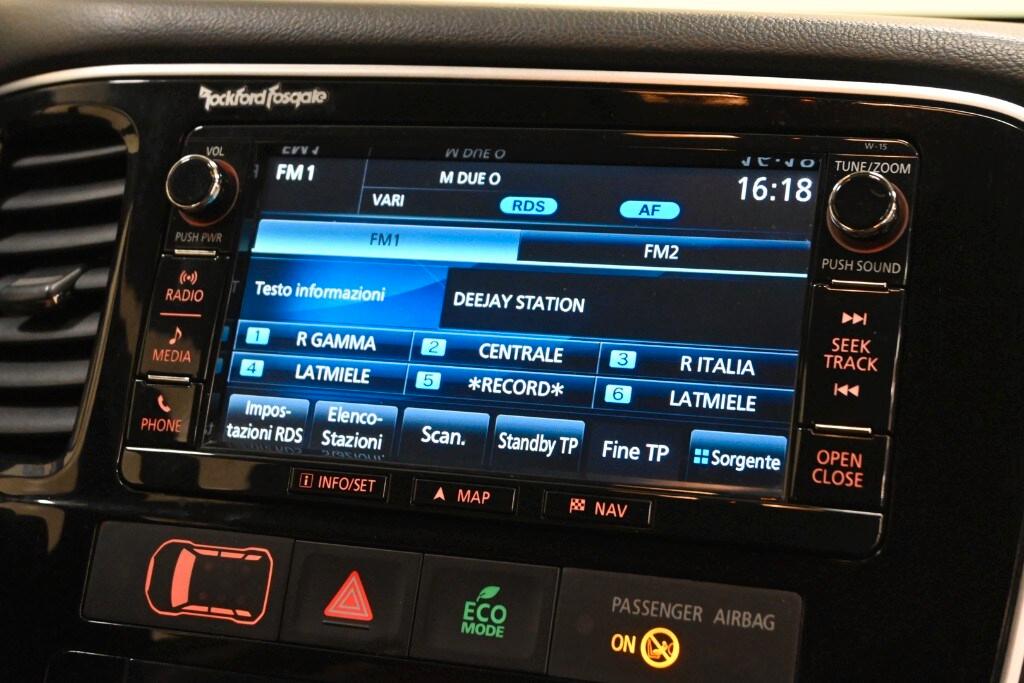 Rockford Fosgate
W-15
VOL
TUNE/ZOOM
FM1
M DUE O
16:18
VARI
RDS
AF
PUSH PWR
PUSH SOUND
FM1
FM2
RADIO
Testo informazioni
DEEJAY STATION
MEDIA
SEEK
TRACK
1 R GAMMA
2 CENTRALE
3 R ITALIA
4 LATMIELE
5 *RECORD*
6 LATMIELE
PHONE
Impos-
tazioni RDS
Elenco-
Stazioni
Scan.
Standby TP
Fine TP
Sorgente
OPEN
CLOSE
i INFO/SET
MAP
NAV
ECO
MODE
PASSENGER AIRBAG
ON